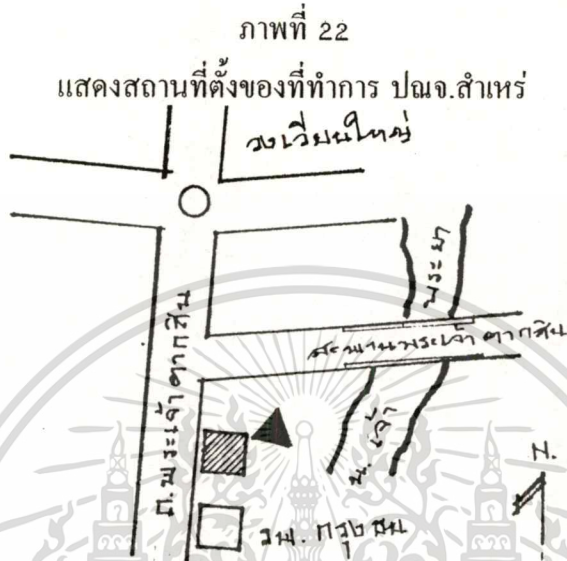 ภาพที่ 22
แสดงสถานที่ตั้งของที่ทำการ ปณจ.สำเหร่
วงเวียนใหญ่
พระยา
สะพานพระเจ้าตากสิน
ถ.พระเจ้าตากสิน
น. เจ้า
N.
รพ. กรุงธน